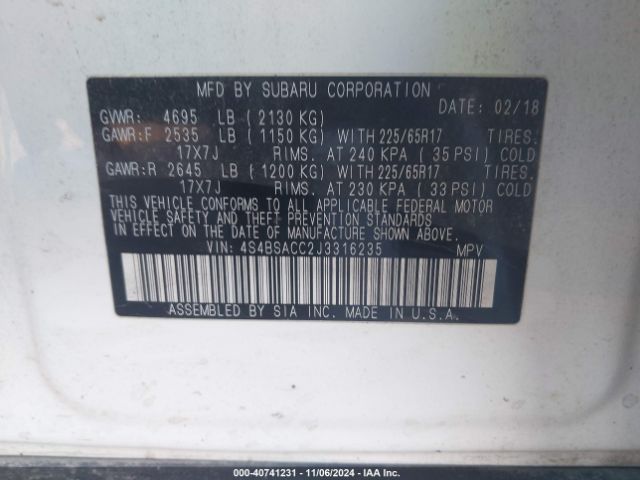 MFD BY SUBARU CORPORATION
DATE: 02/18
GVWR: 4695 LB ( 2130 KG)
GAWR:F 2535 LB ( 1150 KG) WITH 225/65R17 TIRES.
17X7J RIMS. AT 240 KPA ( 35 PSI) COLD
GAWR:R 2645 LB ( 1200 KG) WITH 225/65R17 TIRES.
17X7J RIMS. AT 230 KPA ( 33 PSI) COLD
THIS VEHICLE CONFORMS TO ALL APPLICABLE FEDERAL MOTOR
VEHICLE SAFETY AND THEFT PREVENTION STANDARDS
IN EFFECT ON THE DATE OF MANUFACTURE SHOWN ABOVE.
VIN: 4S4BSACC2J3316235 MPV
ASSEMBLED BY SIA INC. MADE IN U.S.A.
000-40741231 - 11/06/2024 - IAA